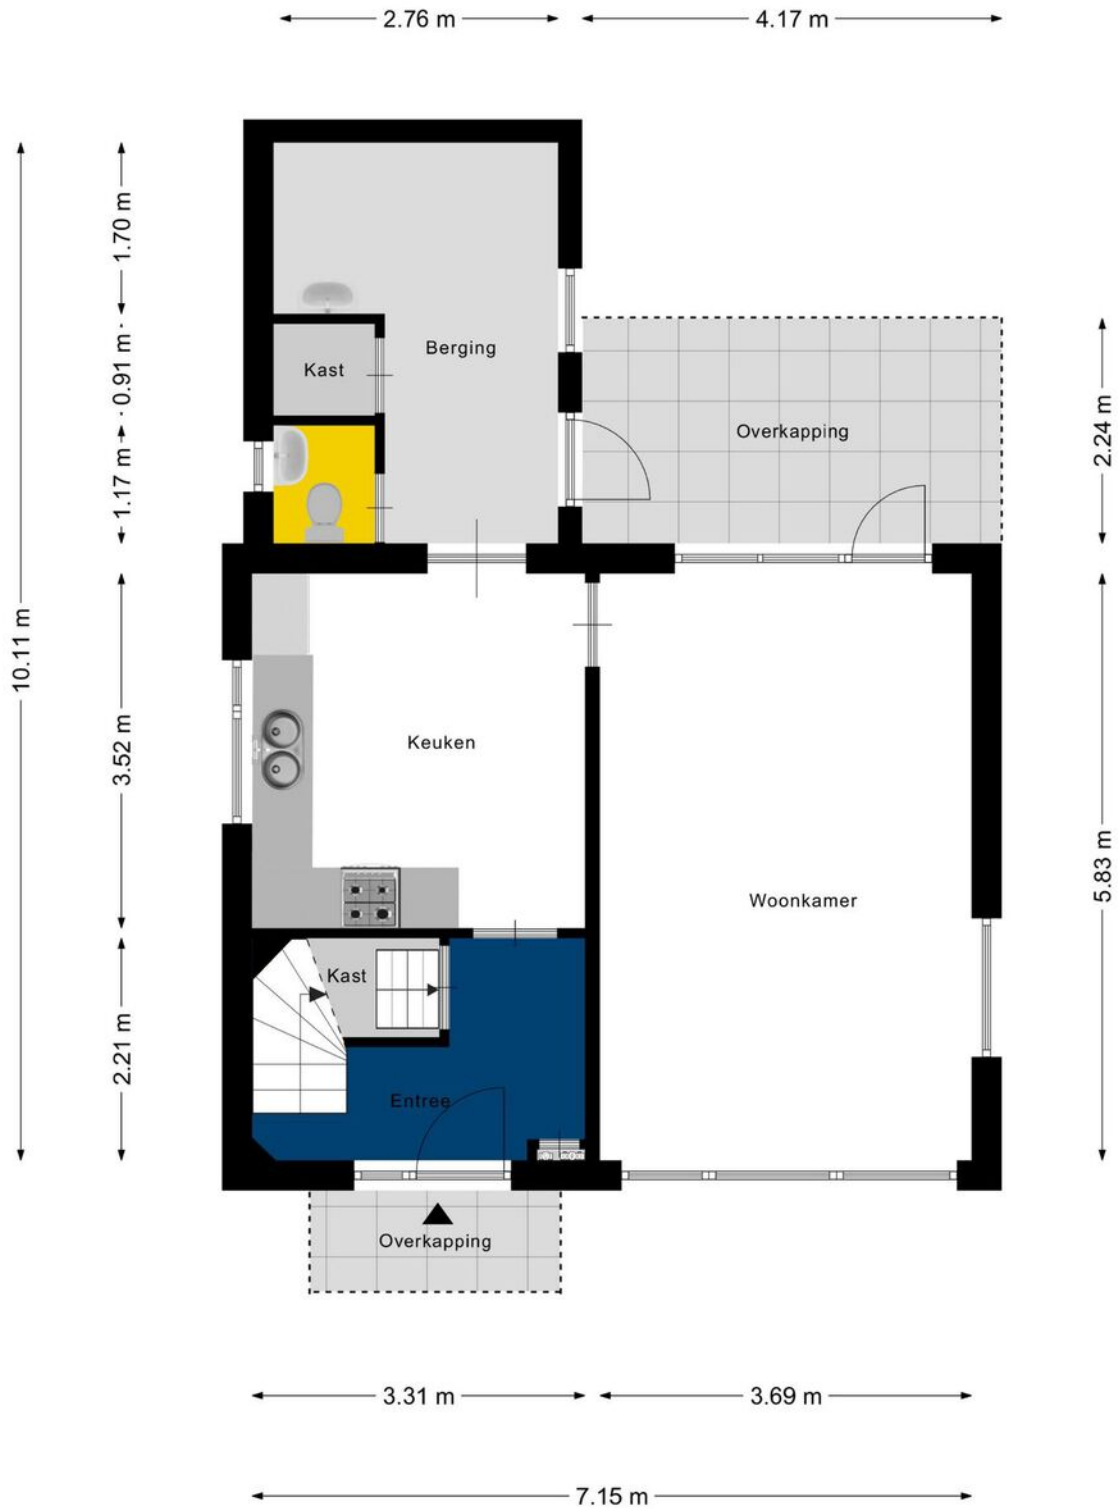 2.76 m
4.17 m
1.70 m
0.91 m
1.17 m
3.52 m
2.21 m
10.11 m
2.24 m
5.83 m
Berging
Kast
Overkapping
Keuken
Woonkamer
Kast
Entree
Overkapping
3.31 m
3.69 m
7.15 m